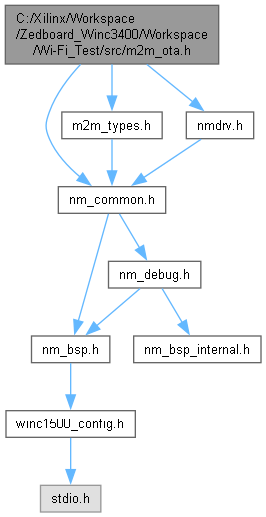 C:/Xilinx/Workspace
/Zedboard_Winc3400/Workspace
/Wi-Fi_Test/src/m2m_ota.h
m2m_types.h
nmdrv.h
nm_common.h
nm_debug.h
nm_bsp.h
nm_bsp_internal.h
winc1500_config.h
stdio.h